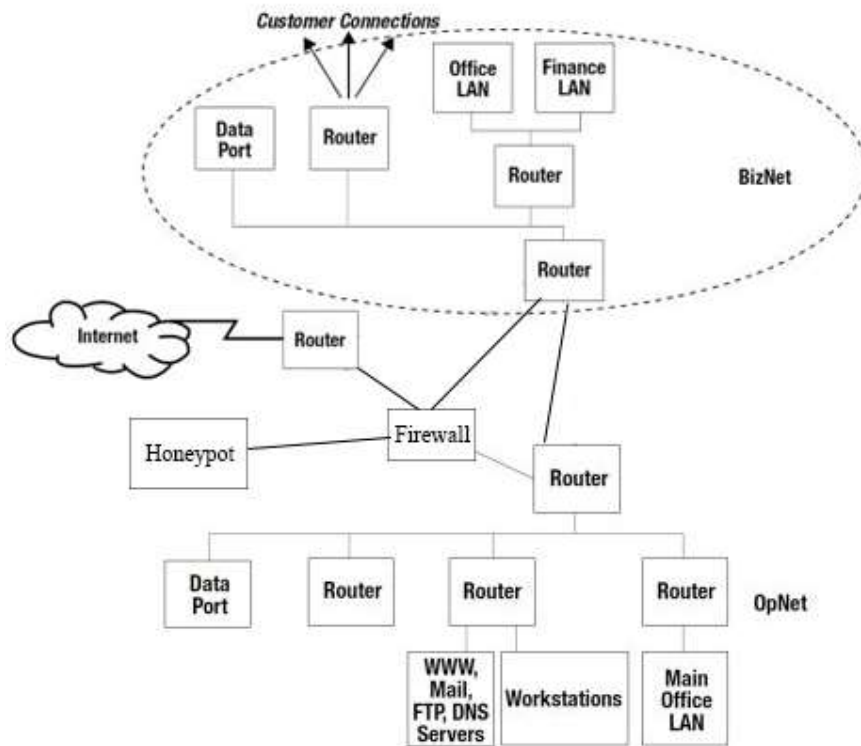 Customer Connections
Office
LAN
Finance
LAN
Data
Port
Router
Router
BizNet
Router
Internet
Router
Firewall
Honeypot
Router
Data
Port
Router
Router
Router
OpNet
WWW,
Mail,
FTP, DNS
Servers
Workstations
Main
Office
LAN